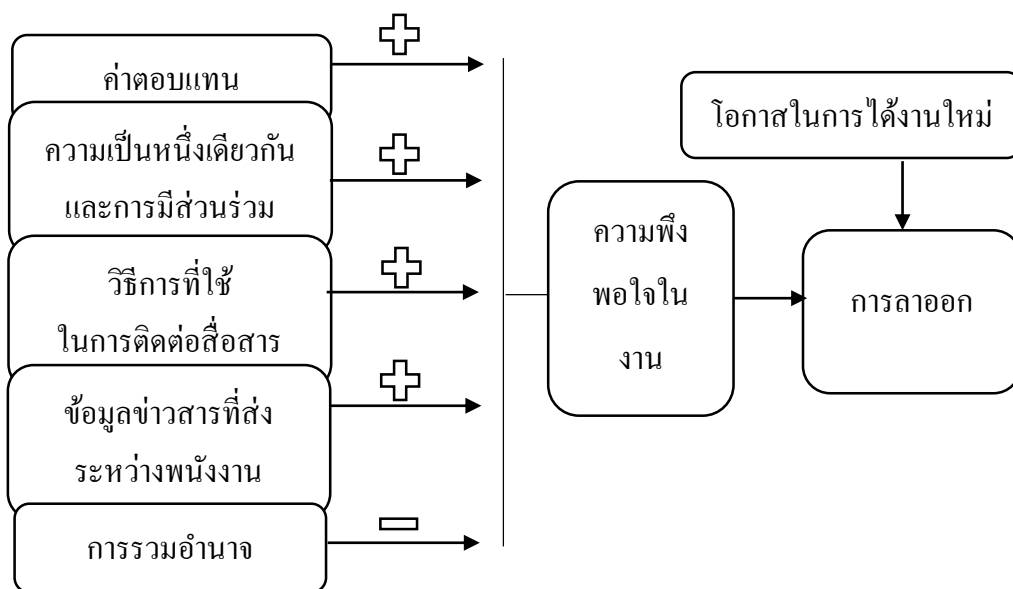 ค่าตอบแทน
ความเป็นหนึ่งเดียวกัน
และการมีส่วนร่วม
วิธีการที่ใช้
ในการติดต่อสื่อสาร
ข้อมูลข่าวสารที่ส่ง
ระหว่างพนังงาน
การรวมอำนาจ
ความพึง
พอใจใน
งาน
โอกาสในการได้งานใหม่
การลาออก